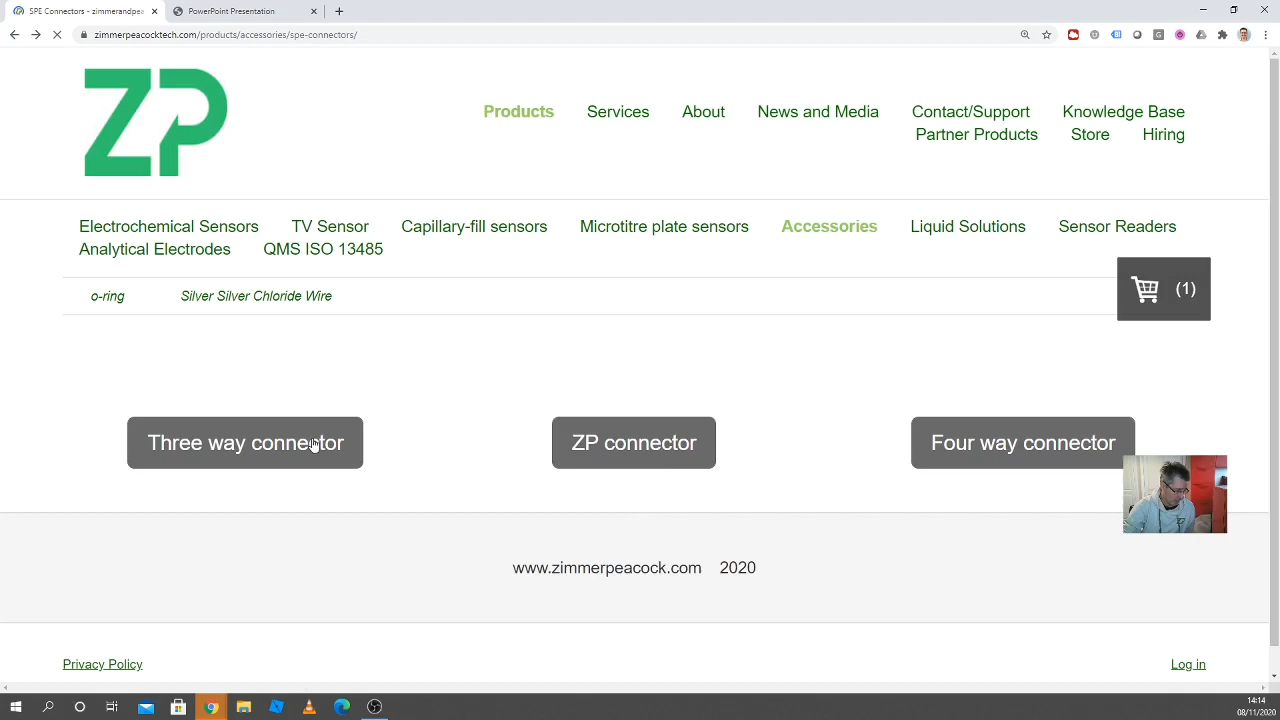 SPE Connectors - zimmerandpea
PowerPoint Presentation
zimmerpeacocktech.com/products/accessories/spe-connectors/
ZP
Products Services About News and Media Contact/Support Knowledge Base
Partner Products Store Hiring
Electrochemical Sensors TV Sensor Capillary-fill sensors Microtitre plate sensors Accessories Liquid Solutions Sensor Readers
Analytical Electrodes QMS ISO 13485
o-ring Silver Silver Chloride Wire
(1)
Three way connector ZP connector Four way connector
www.zimmerpeacock.com 2020
Privacy Policy Log in
14:14
08/11/2020